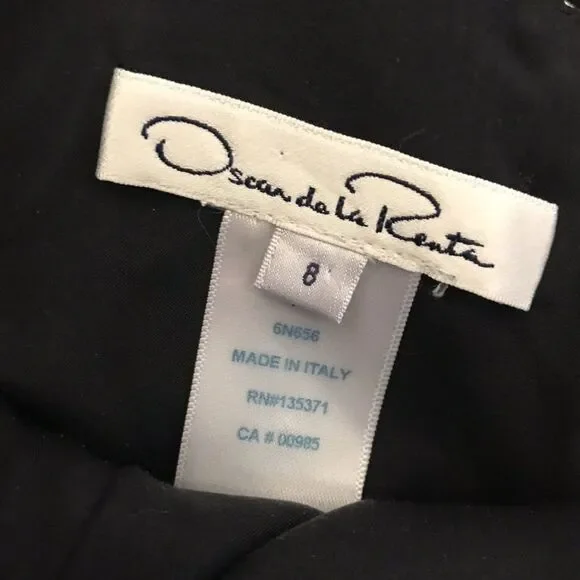 Oscar de la Renta
8
6N656
MADE IN ITALY
RN#135371
CA # 00985